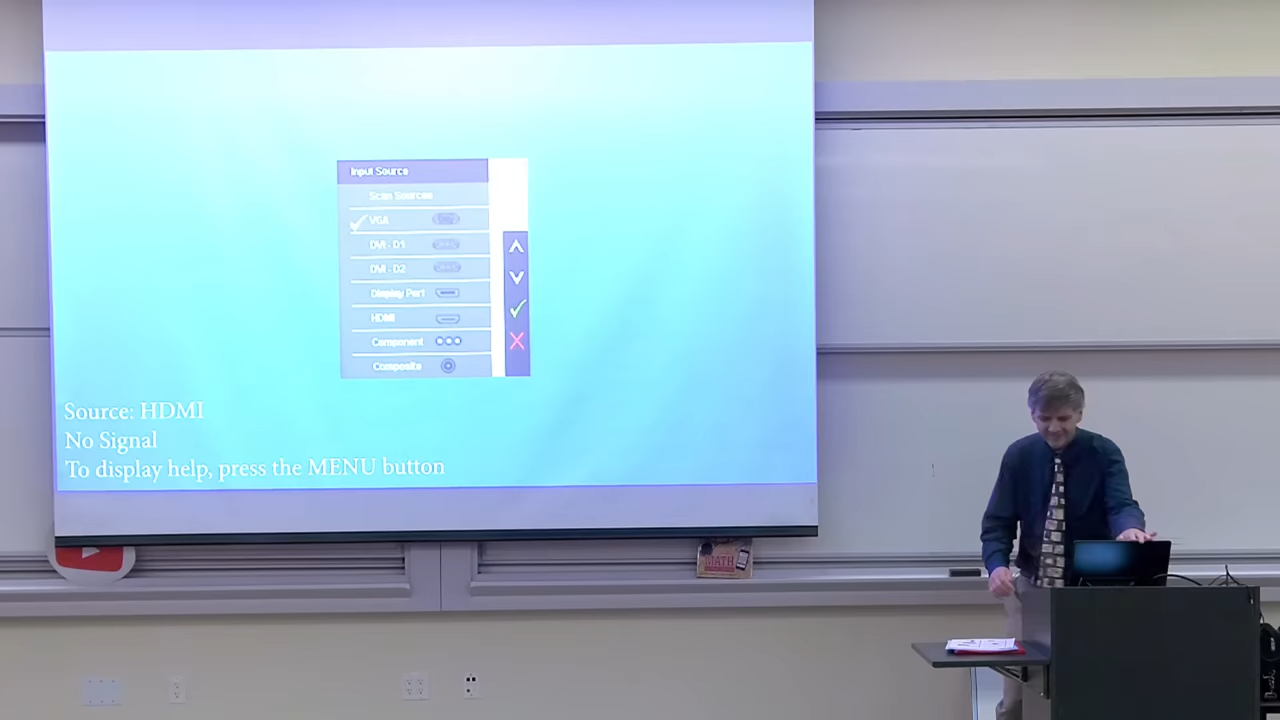 Input Source
Scan Sources
VGA
DVI - D1
DVI - D2
Display Port
HDMI
Component
Composite
Source: HDMI
No Signal
To display help, press the MENU button
MATH